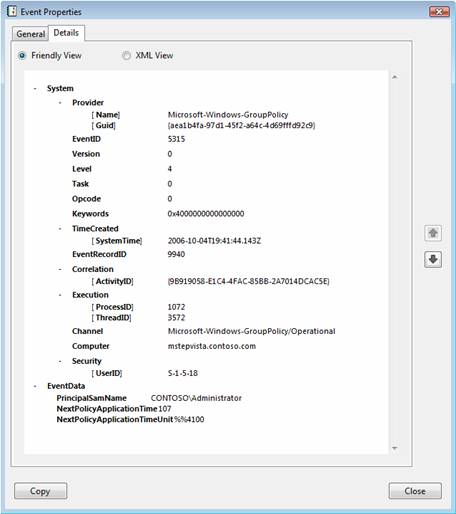 Event Properties
General Details
Friendly View XML View
- System
- Provider
[ Name] Microsoft-Windows-GroupPolicy
[ Guid] {aea1b4fa-97d1-45f2-a64c-4d69fffd92c9}
EventID 5315
Version 0
Level 4
Task 0
Opcode 0
Keywords 0x4000000000000000
- TimeCreated
[ SystemTime] 2006-10-04T19:41:44.143Z
EventRecordID 9940
- Correlation
[ ActivityID] {9B919058-E1C4-4FAC-85BB-2A7014DCAC5E}
- Execution
[ ProcessID] 1072
[ ThreadID] 3572
Channel Microsoft-Windows-GroupPolicy/Operational
Computer mstepvista.contoso.com
- Security
[ UserID] S-1-5-18
- EventData
PrincipalSamName CONTOSO\Administrator
NextPolicyApplicationTime 107
NextPolicyApplicationTimeUnit %%4100
Copy Close